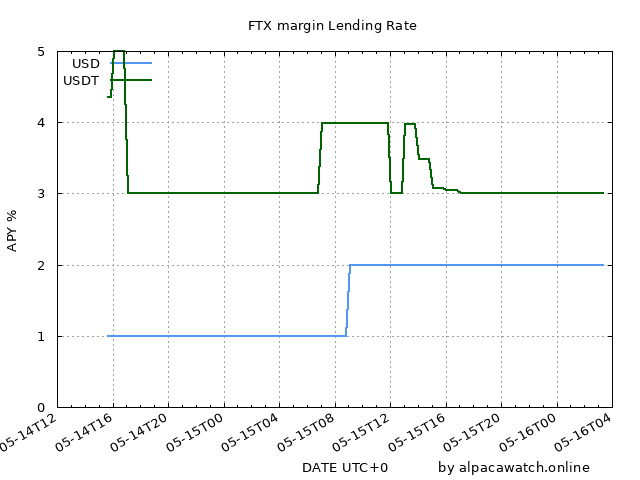 FTX margin Lending Rate
USD
USDT
5
4
3
2
1
0
APY %
05-14T12
05-14T16
05-14T20
05-15T00
05-15T04
05-15T08
05-15T12
05-15T16
05-15T20
05-16T00
05-16T04
DATE UTC+0
by alpacawatch.online